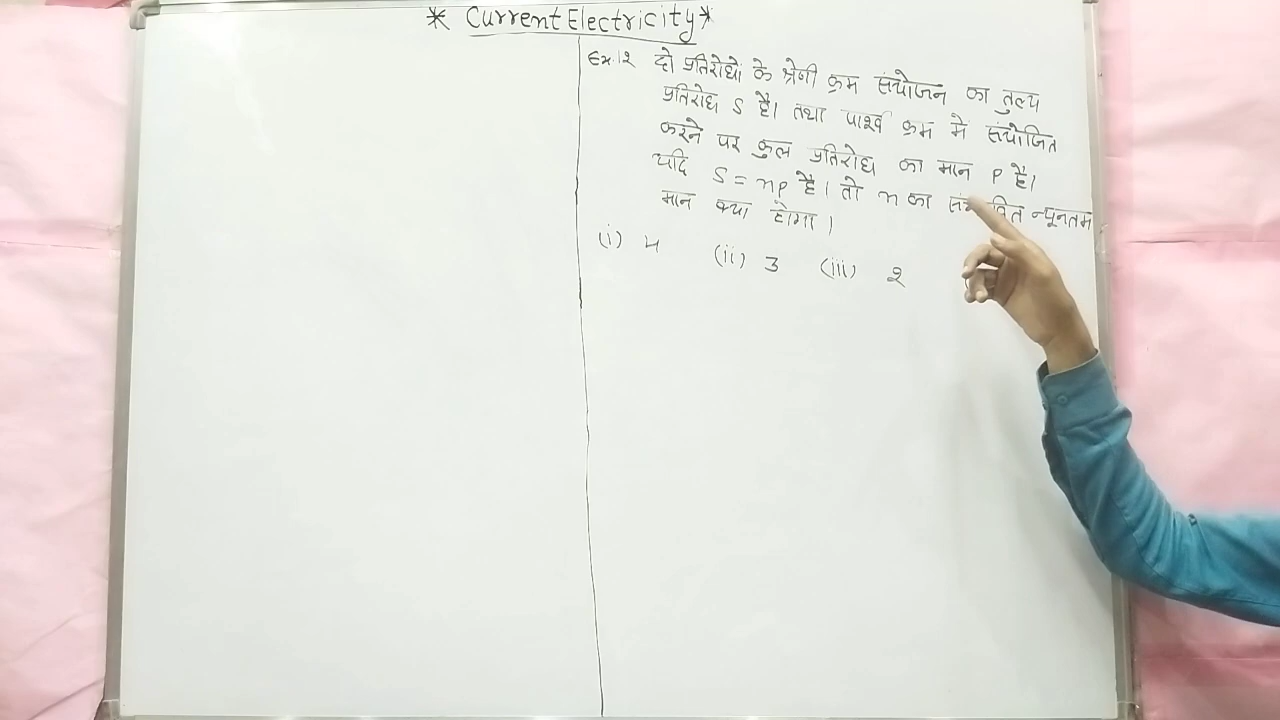 * Current Electricity *
Ex:12 दो प्रतिरोधों के श्रेणी क्रम संयोजन का तुल्य
प्रतिरोध S है। तथा पार्श्व क्रम में संयोजित
करने पर कुल प्रतिरोध का मान P है।
यदि S = np है। तो n का न्यूनतम
मान क्या होगा।
(i) 4 (ii) 3 (iii) 2